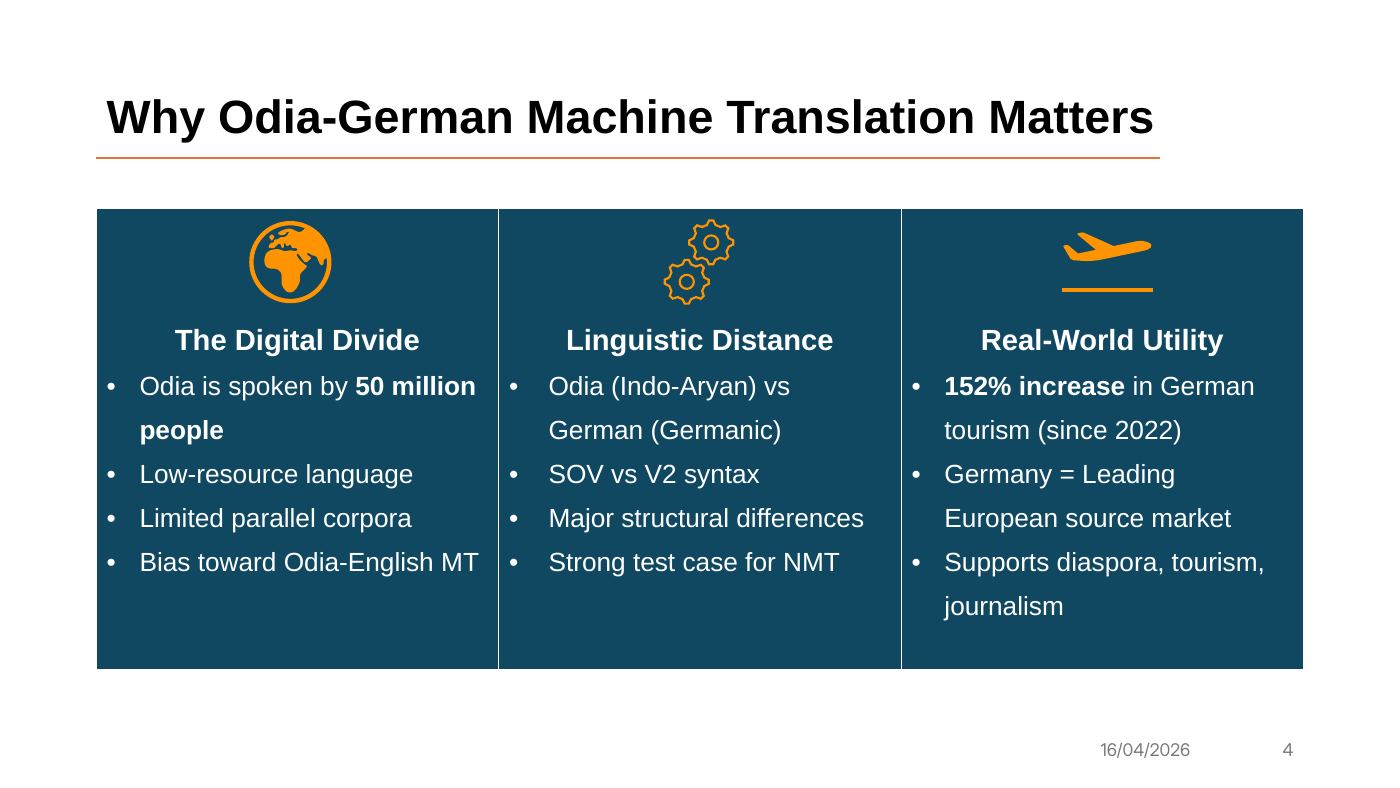 Why Odia-German Machine Translation Matters
The Digital Divide
• Odia is spoken by 50 million
people
• Low-resource language
• Limited parallel corpora
• Bias toward Odia-English MT
Linguistic Distance
• Odia (Indo-Aryan) vs
German (Germanic)
• SOV vs V2 syntax
• Major structural differences
• Strong test case for NMT
Real-World Utility
• 152% increase in German
tourism (since 2022)
• Germany = Leading
European source market
• Supports diaspora, tourism,
journalism
16/04/2026
4